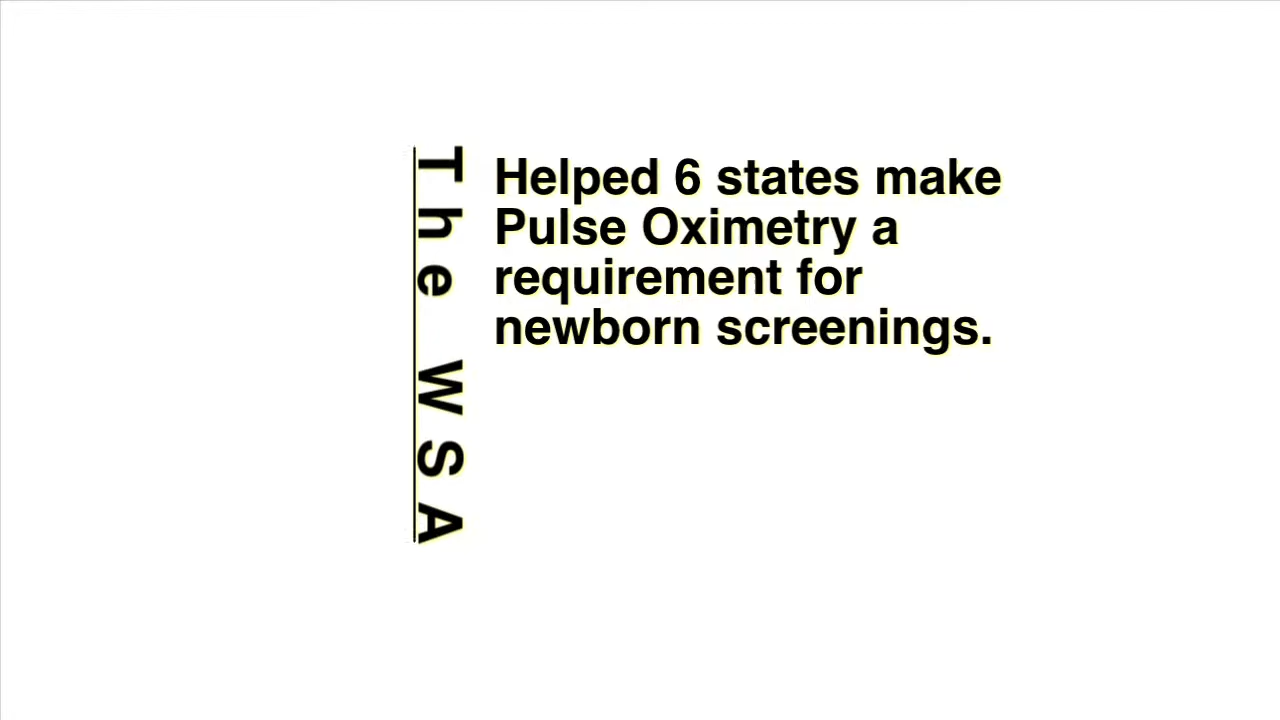 The WSA
Helped 6 states make
Pulse Oximetry a
requirement for
newborn screenings.